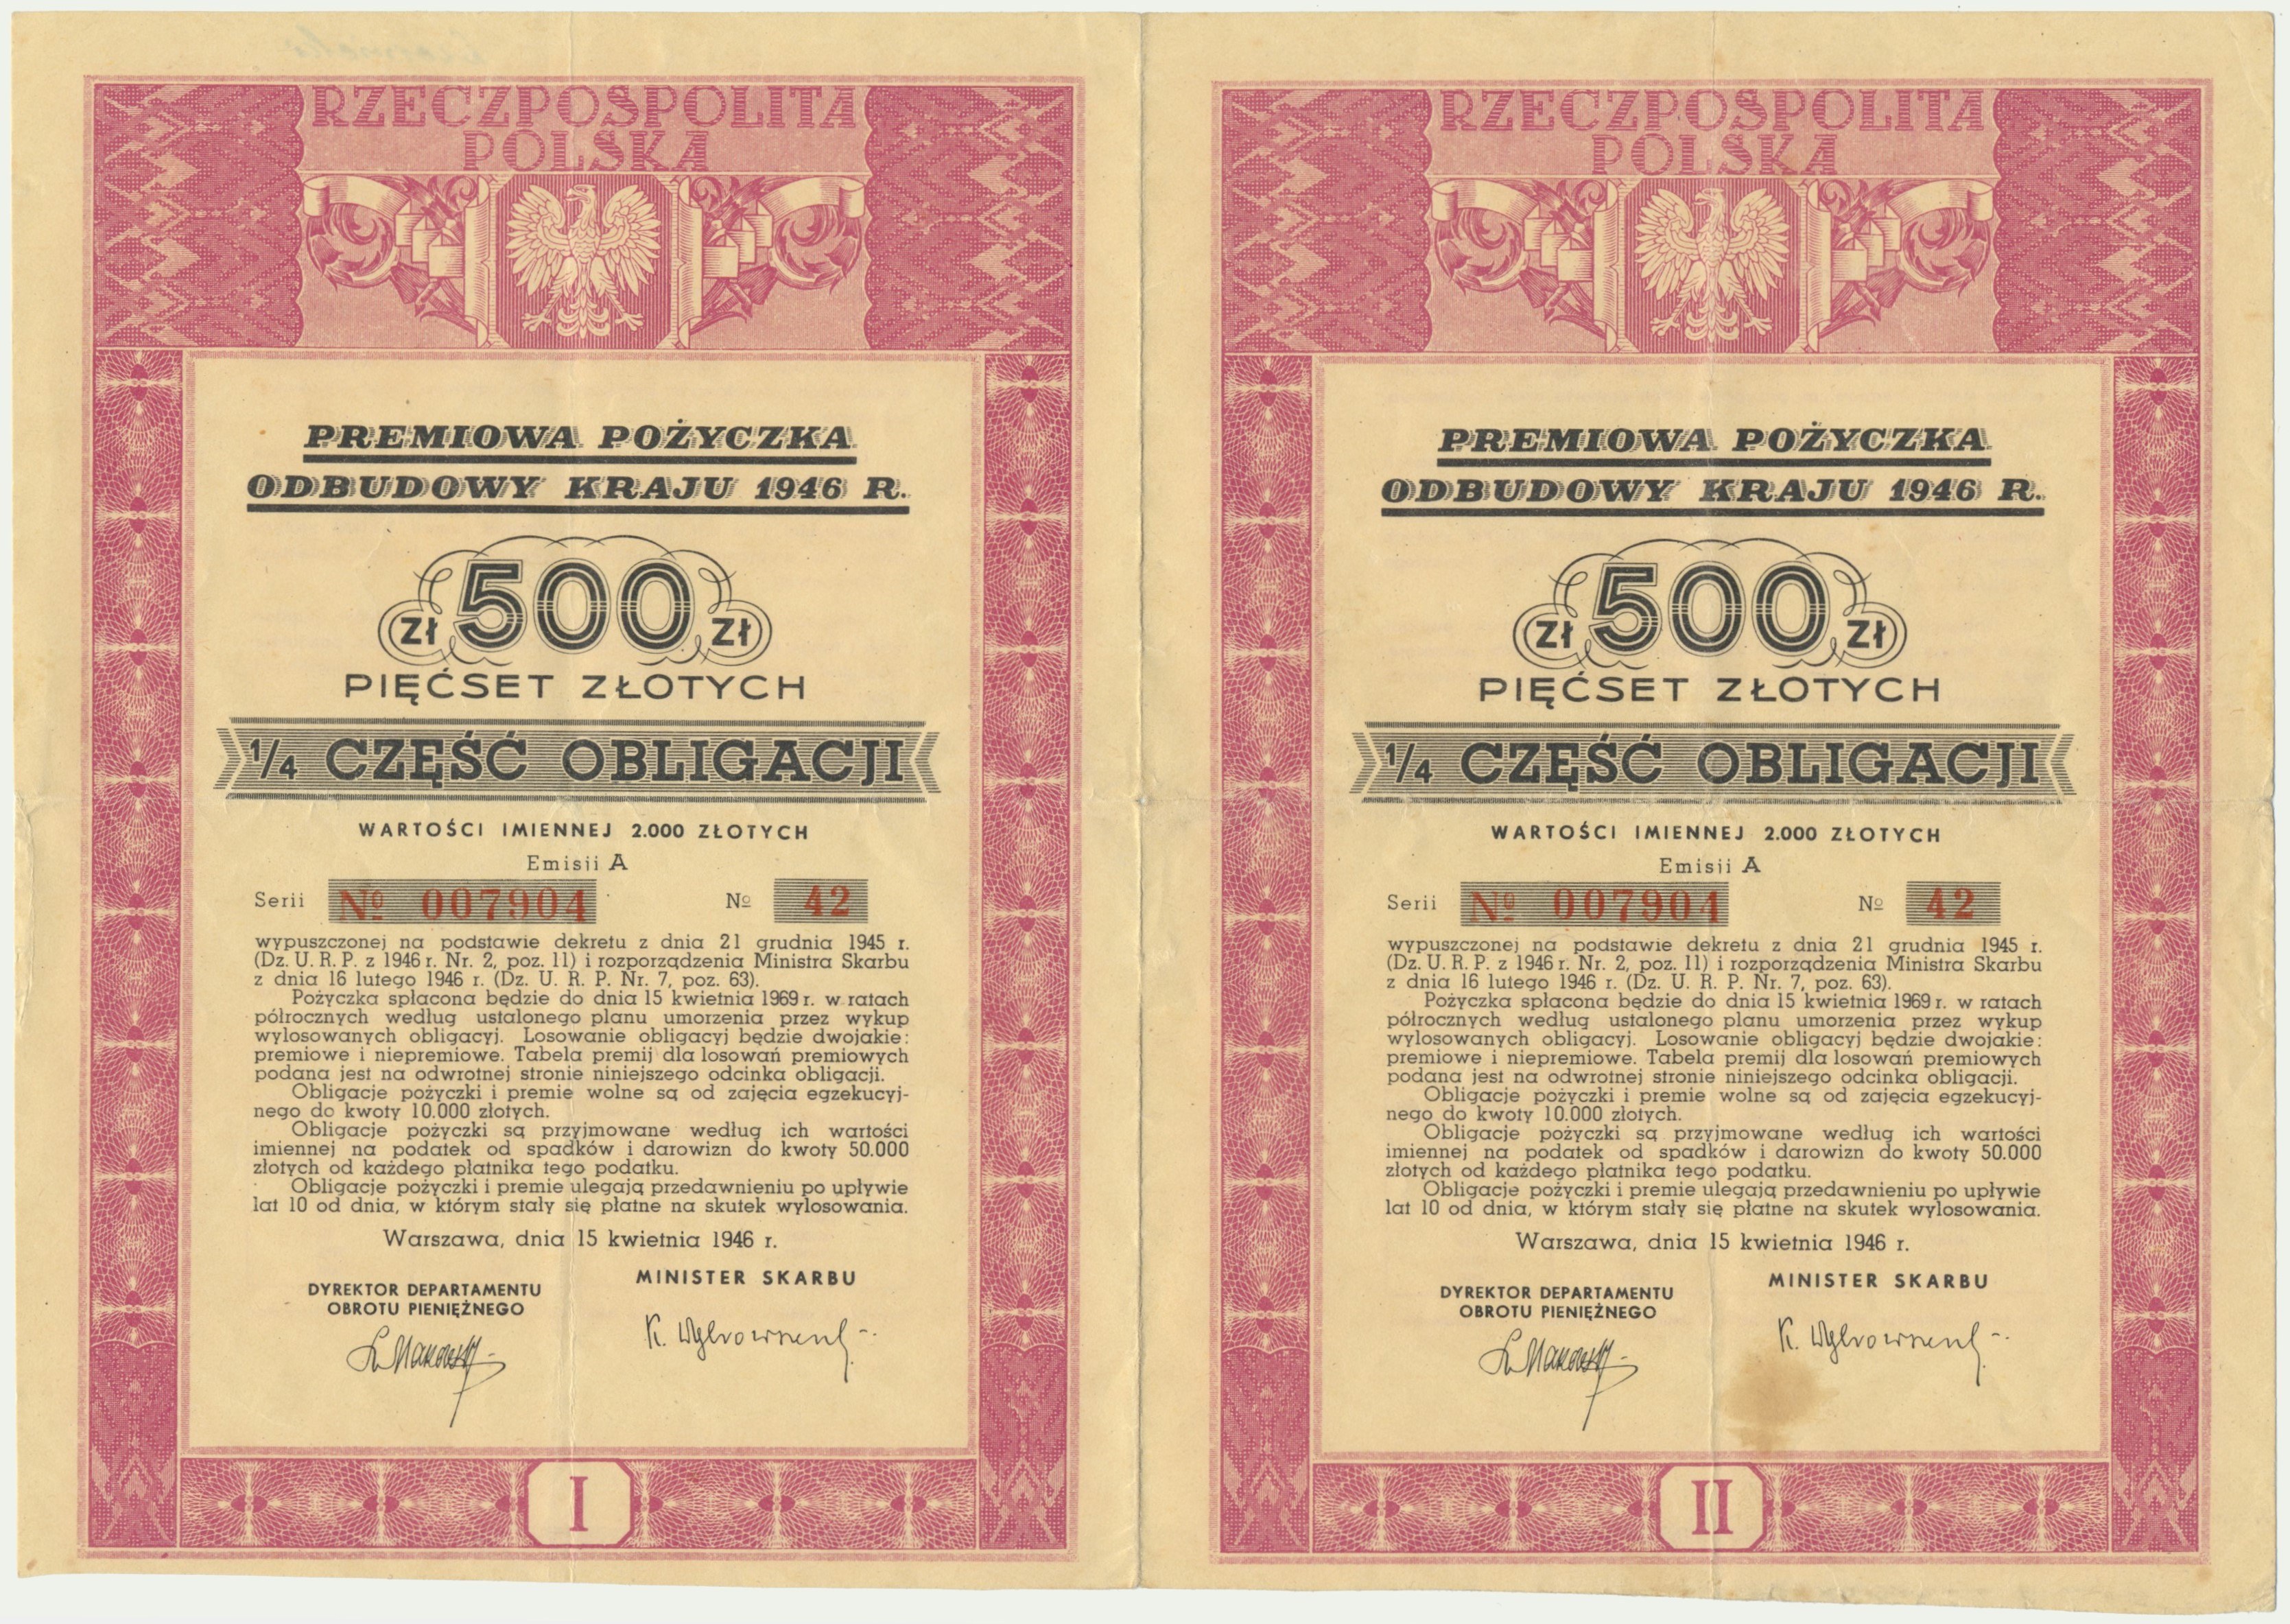 RZECZPOSPOLITA
POLSKA
PREMIOWA POŻYCZKA
ODBUDOWY KRAJU 1946 R.
ZŁ 500 ZŁ
PIĘĆSET ZŁOTYCH
1/4 CZĘŚĆ OBLIGACJI
WARTOŚCI IMIENNEJ 2.000 ZŁOTYCH
Emisji A
Serii Nº 007904 Nº 42
wypuszczonej na podstawie dekretu z dnia 21 grudnia 1945 r.
(Dz. U. R. P. z 1946 r. Nr. 2, poz. 11) i rozporządzenia Ministra Skarbu
z dnia 16 lutego 1946 r. (Dz. U. R. P. Nr. 7, poz. 63).
Pożyczka spłacona będzie do dnia 15 kwietnia 1969 r. w ratach
półrocznych według ustalonego planu umorzenia przez wykup
wylosowanych obligacyj. Losowanie obligacyj będzie dwojakie:
premiowe i niepremiowe. Tabela premij dla losowań premiowych
podana jest na odwrotnej stronie niniejszego odcinka obligacji.
Obligacje pożyczki i premie wolne są od zajęcia egzekucyj-
nego do kwoty 10.000 złotych.
Obligacje pożyczki są przyjmowane według ich wartości
imiennej na podatek od spadków i darowizn do kwoty 50.000
złotych od każdego płatnika tego podatku.
Obligacje pożyczki i premie ulegają przedawnieniu po upływie
lat 10 od dnia, w którym stały się płatne na skutek wylosowania.
Warszawa, dnia 15 kwietnia 1946 r.
DYREKTOR DEPARTAMENTU
OBROTU PIENIĘŻNEGO
MINISTER SKARBU
I
RZECZPOSPOLITA
POLSKA
PREMIOWA POŻYCZKA
ODBUDOWY KRAJU 1946 R.
ZŁ 500 ZŁ
PIĘĆSET ZŁOTYCH
1/4 CZĘŚĆ OBLIGACJI
WARTOŚCI IMIENNEJ 2.000 ZŁOTYCH
Emisji A
Serii Nº 007904 Nº 42
wypuszczonej na podstawie dekretu z dnia 21 grudnia 1945 r.
(Dz. U. R. P. z 1946 r. Nr. 2, poz. 11) i rozporządzenia Ministra Skarbu
z dnia 16 lutego 1946 r. (Dz. U. R. P. Nr. 7, poz. 63).
Pożyczka spłacona będzie do dnia 15 kwietnia 1969 r. w ratach
półrocznych według ustalonego planu umorzenia przez wykup
wylosowanych obligacyj. Losowanie obligacyj będzie dwojakie:
premiowe i niepremiowe. Tabela premij dla losowań premiowych
podana jest na odwrotnej stronie niniejszego odcinka obligacji.
Obligacje pożyczki i premie wolne są od zajęcia egzekucyj-
nego do kwoty 10.000 złotych.
Obligacje pożyczki są przyjmowane według ich wartości
imiennej na podatek od spadków i darowizn do kwoty 50.000
złotych od każdego płatnika tego podatku.
Obligacje pożyczki i premie ulegają przedawnieniu po upływie
lat 10 od dnia, w którym stały się płatne na skutek wylosowania.
Warszawa, dnia 15 kwietnia 1946 r.
DYREKTOR DEPARTAMENTU
OBROTU PIENIĘŻNEGO
MINISTER SKARBU
II